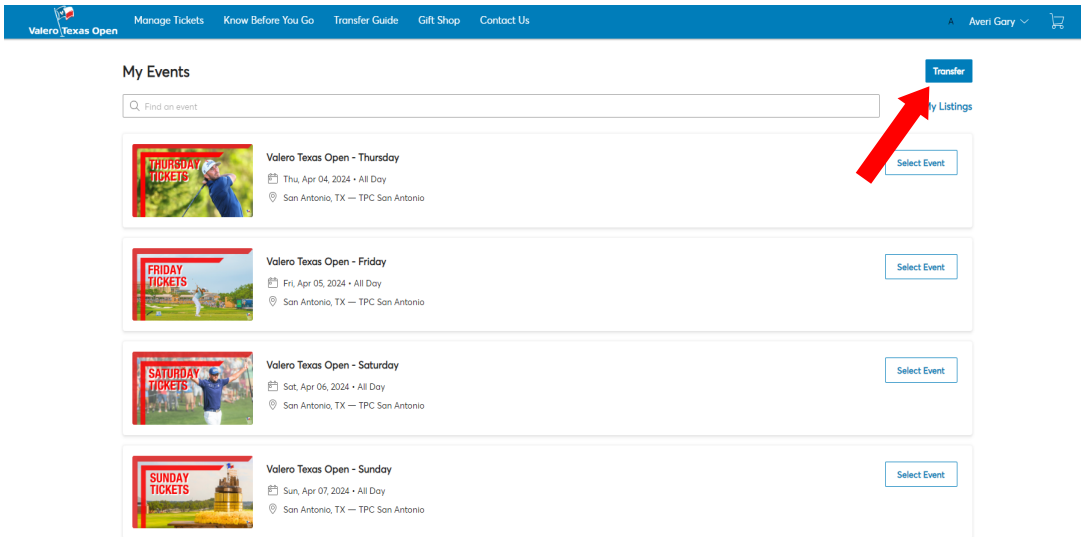 Valero Texas Open
Manage Tickets Know Before You Go Transfer Guide Gift Shop Contact Us
A Averi Gary
My Events
Transfer
Find an event
My Listings
THURSDAY
TICKETS
Valero Texas Open - Thursday
Thu, Apr 04, 2024 • All Day
San Antonio, TX — TPC San Antonio
Select Event
FRIDAY
TICKETS
Valero Texas Open - Friday
Fri, Apr 05, 2024 • All Day
San Antonio, TX — TPC San Antonio
Select Event
SATURDAY
TICKETS
Valero Texas Open - Saturday
Sat, Apr 06, 2024 • All Day
San Antonio, TX — TPC San Antonio
Select Event
SUNDAY
TICKETS
Valero Texas Open - Sunday
Sun, Apr 07, 2024 • All Day
San Antonio, TX — TPC San Antonio
Select Event